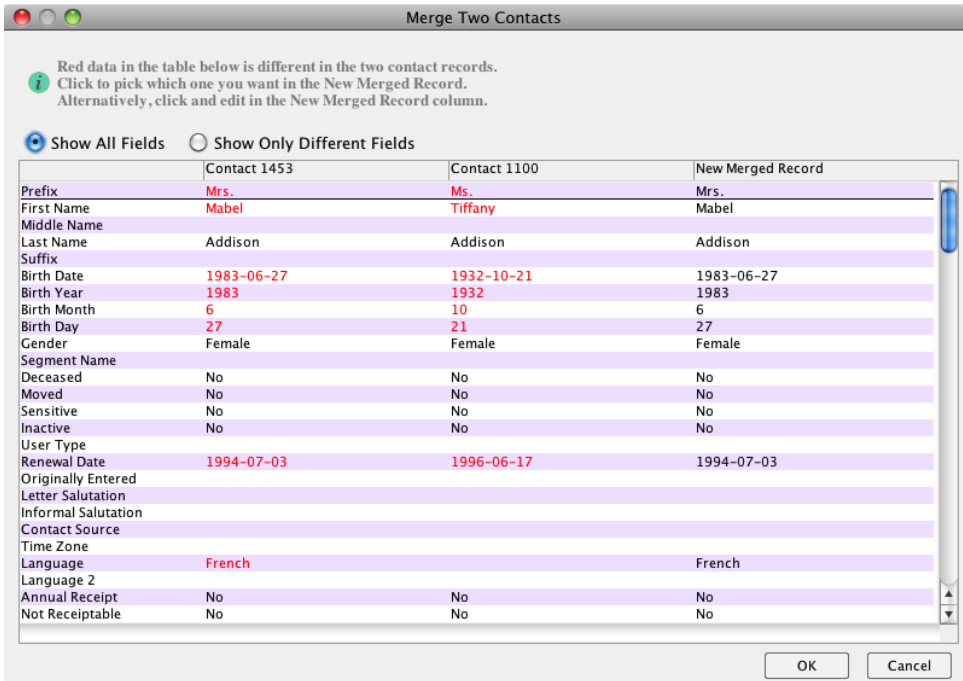 Merge Two Contacts
Red data in the table below is different in the two contact records.
Click to pick which one you want in the New Merged Record.
Alternatively, click and edit in the New Merged Record column.
Show All Fields Show Only Different Fields
Contact 1453 Contact 1100 New Merged Record
Prefix Mrs. Ms. Mrs.
First Name Mabel Tiffany Mabel
Middle Name
Last Name Addison Addison Addison
Suffix
Birth Date 1983-06-27 1932-10-21 1983-06-27
Birth Year 1983 1932 1983
Birth Month 6 10 6
Birth Day 27 21 27
Gender Female Female Female
Segment Name
Deceased No No No
Moved No No No
Sensitive No No No
Inactive No No No
User Type
Renewal Date 1994-07-03 1996-06-17 1994-07-03
Originally Entered
Letter Salutation
Informal Salutation
Contact Source
Time Zone
Language French French
Language 2
Annual Receipt No No No
Not Receiptable No No No
OK Cancel